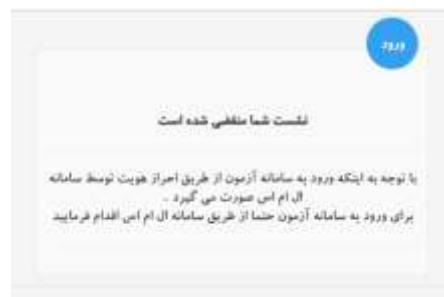 ورود
نشست شما منقضی شده است
با توجه به اینکه ورود به سامانه آزمون از طریق احراز هویت توسط سامانه
ال ام اس صورت می گیرد .
برای ورود به سامانه آزمون حتما از طریق سامانه ال ام اس اقدام فرمایید